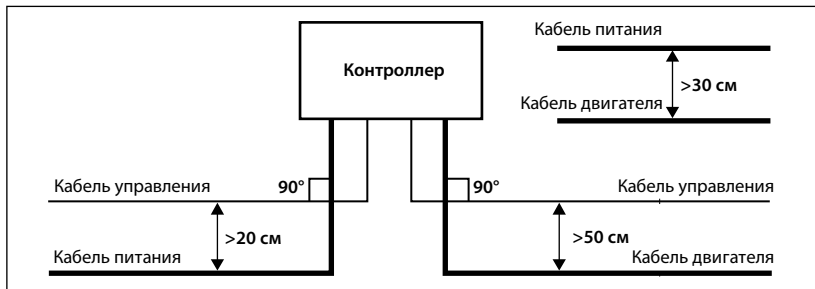 Контроллер
Кабель питания
>30 см
Кабель двигателя
Кабель управления
90°
90°
Кабель управления
>20 см
>50 см
Кабель питания
Кабель двигателя